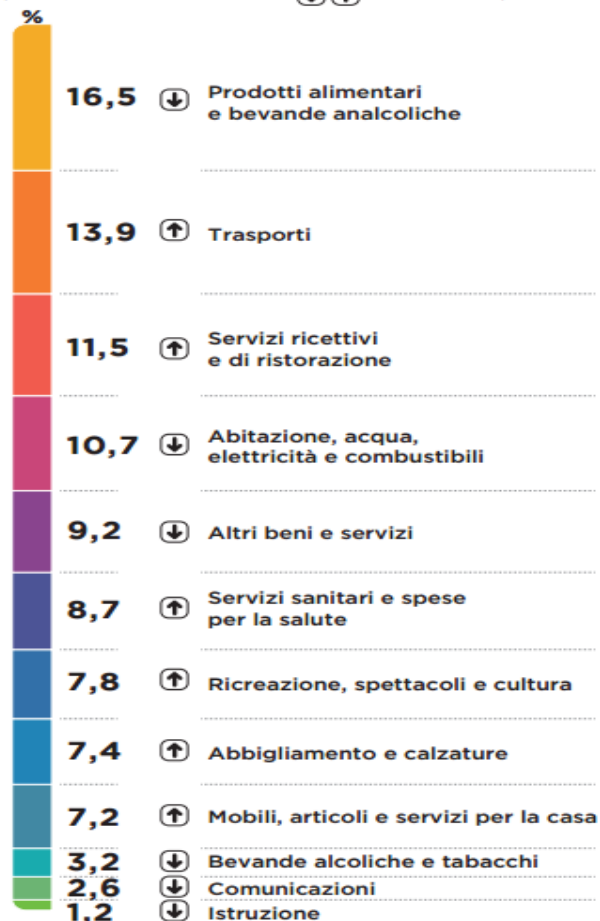 %
16,5 Prodotti alimentari
e bevande analcoliche
13,9 Trasporti
11,5 Servizi ricettivi
e di ristorazione
10,7 Abitazione, acqua,
elettricità e combustibili
9,2 Altri beni e servizi
8,7 Servizi sanitari e spese
per la salute
7,8 Ricreazione, spettacoli e cultura
7,4 Abbigliamento e calzature
7,2 Mobili, articoli e servizi per la casa
3,2 Bevande alcoliche e tabacchi
2,6 Comunicazioni
1,2 Istruzione